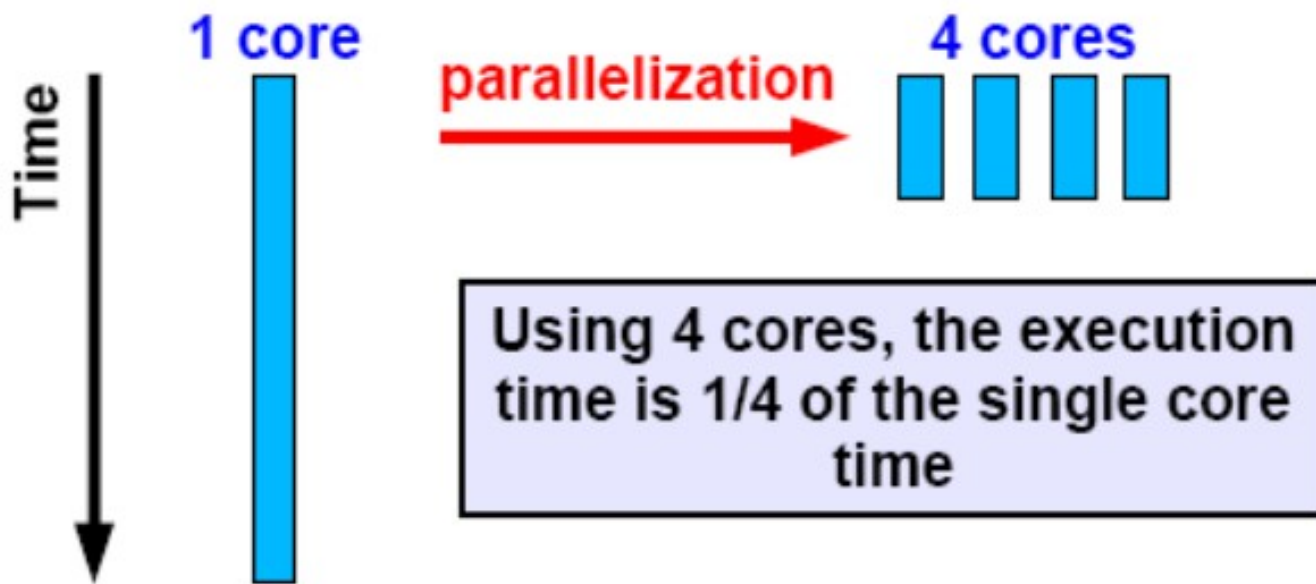 1 core
4 cores
parallelization
Time
Using 4 cores, the execution
time is 1/4 of the single core
time